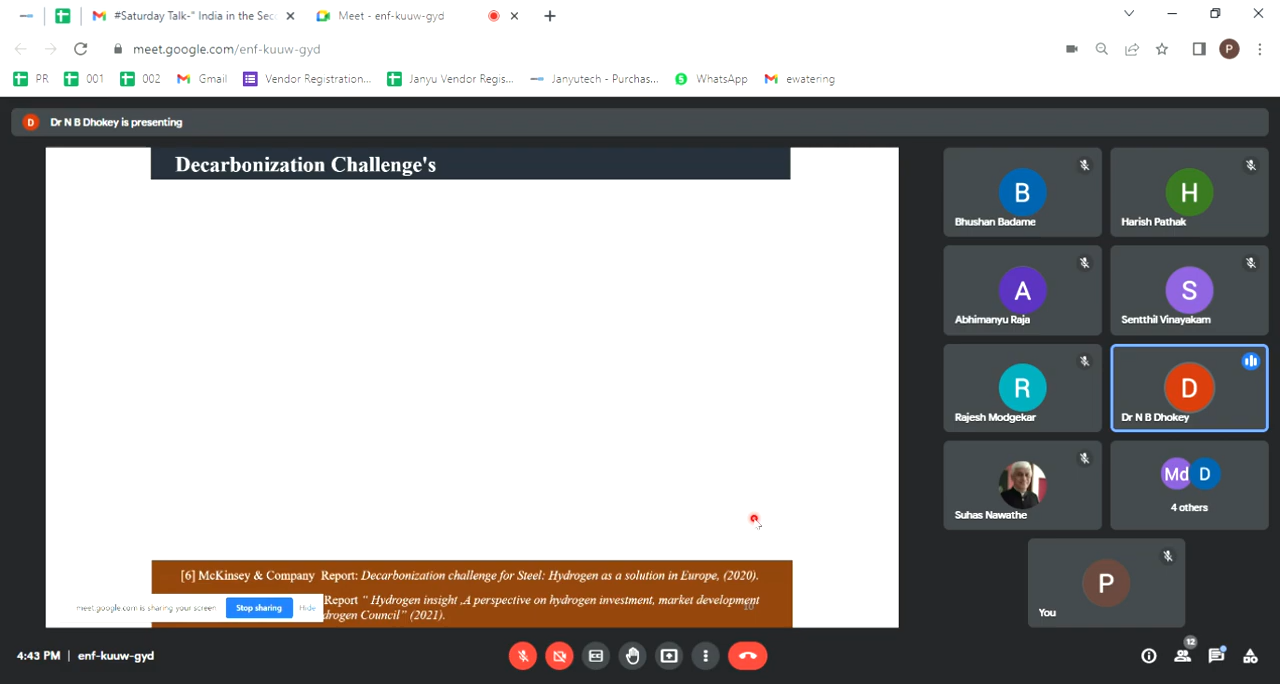 #Saturday Talk-" India in the Sec
Meet - enf-kuuw-gyd
meet.google.com/enf-kuuw-gyd
P
PR 001 002 Gmail Vendor Registration... Janyu Vendor Regis... Janyutech - Purchas... WhatsApp ewatering
D Dr N B Dhokey is presenting
Decarbonization Challenge's
[6] McKinsey & Company Report: Decarbonization challenge for Steel: Hydrogen as a solution in Europe, (2020).
Report " Hydrogen insight ,A perspective on hydrogen investment, market development
drogen Council" (2021).
10
meet.google.com is sharing your screen Stop sharing Hide
B
Bhushan Badame
H
Harish Pathak
A
Abhimanyu Raja
S
Sentthil Vinayakam
R
Rajesh Modgekar
D
Dr N B Dhokey
Suhas Nawathe
Md D
4 others
P
You
4:43 PM | enf-kuuw-gyd
12